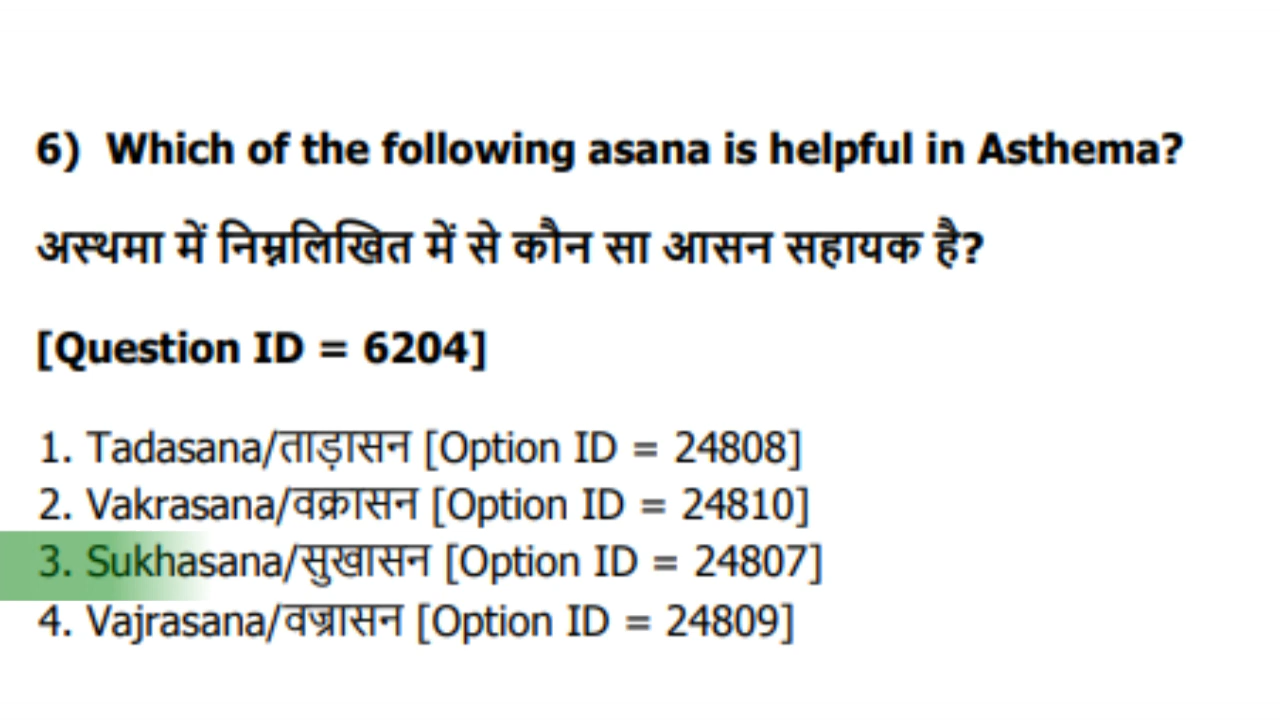 6) Which of the following asana is helpful in Asthema?
अस्थमा में निम्नलिखित में से कौन सा आसन सहायक है?
[Question ID = 6204]
1. Tadasana/ताड़ासन [Option ID = 24808]
2. Vakrasana/वक्रासन [Option ID = 24810]
3. Sukhasana/सुखासन [Option ID = 24807]
4. Vajrasana/वज्रासन [Option ID = 24809]